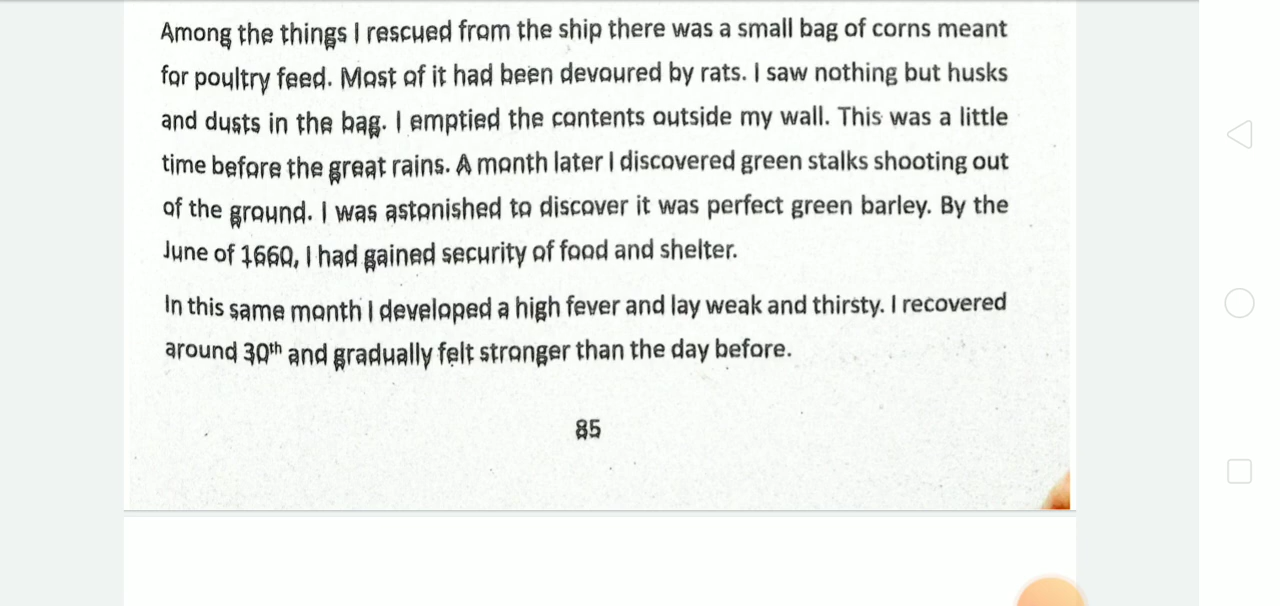 Among the things I rescued from the ship there was a small bag of corns meant
for poultry feed. Most of it had been devoured by rats. I saw nothing but husks
and dusts in the bag. I emptied the contents outside my wall. This was a little
time before the great rains. A month later I discovered green stalks shooting out
of the ground. I was astonished to discover it was perfect green barley. By the
June of 1660, I had gained security of food and shelter.
In this same month I developed a high fever and lay weak and thirsty. I recovered
around 30th and gradually felt stronger than the day before.
85